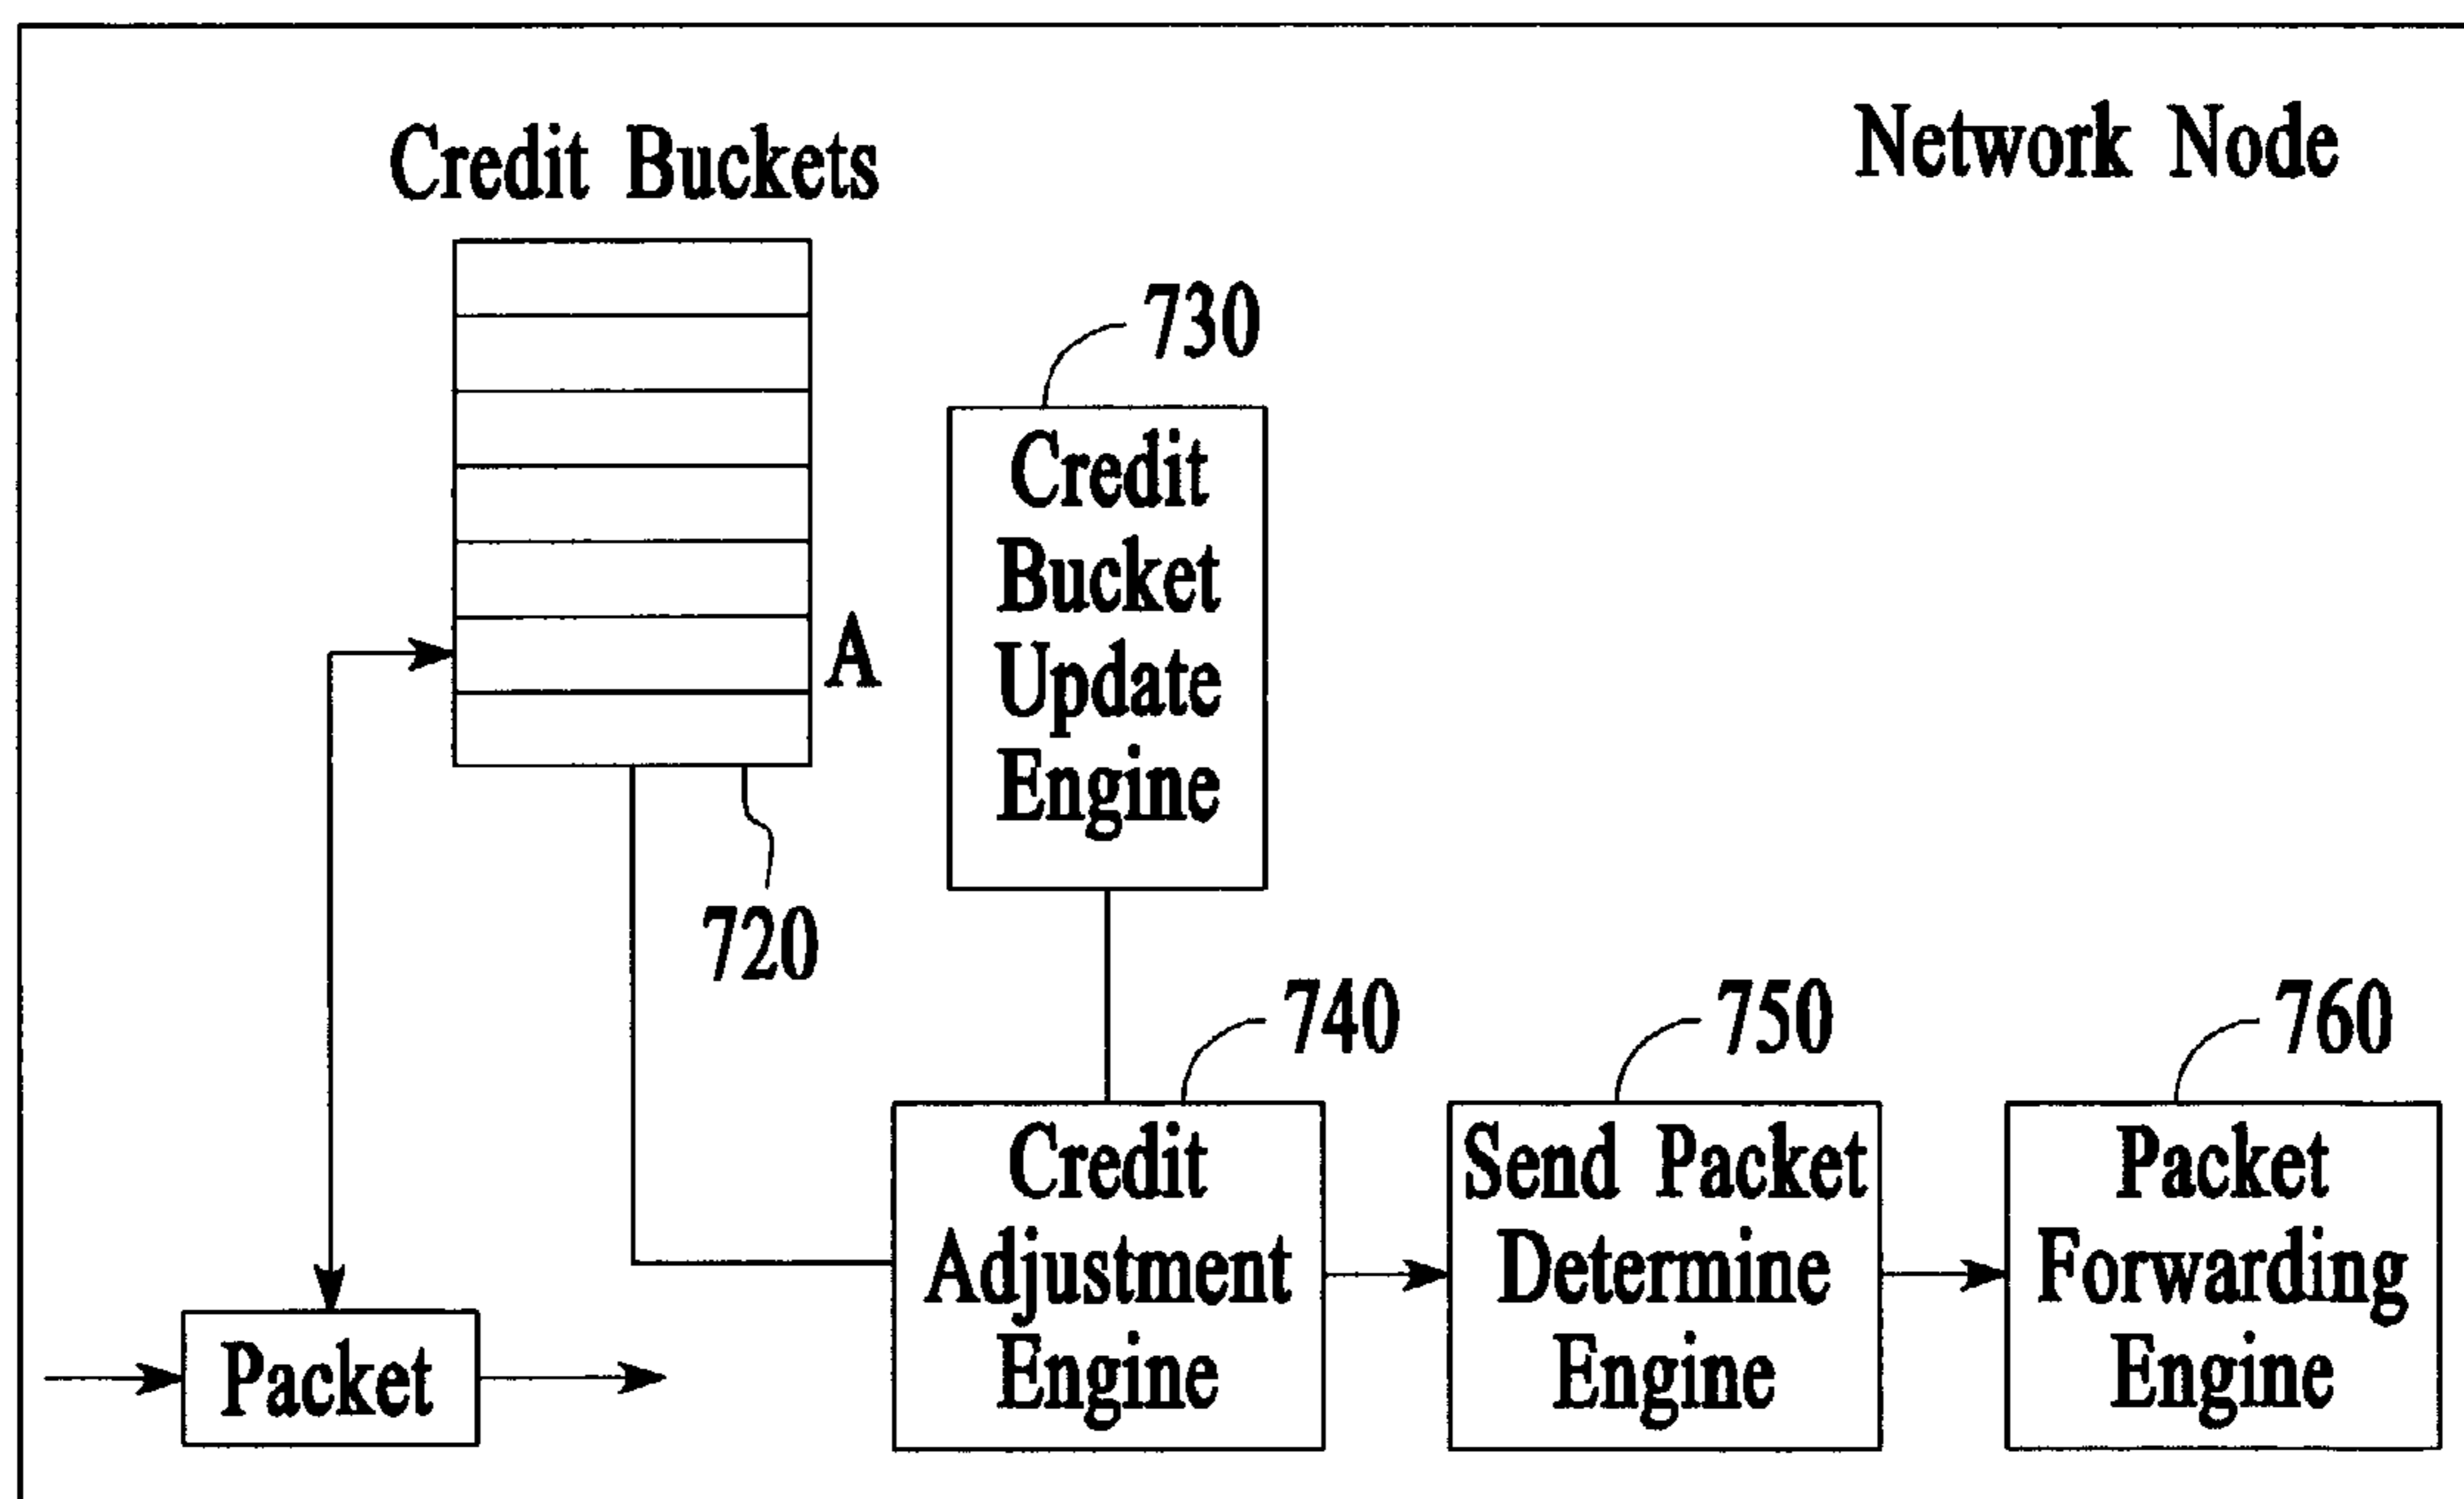 Credit Buckets
Network Node
730
Credit
Bucket
Update
Engine
A
720
740
750
760
Credit
Adjustment
Engine
Send Packet
Determine
Engine
Packet
Forwarding
Engine
Packet